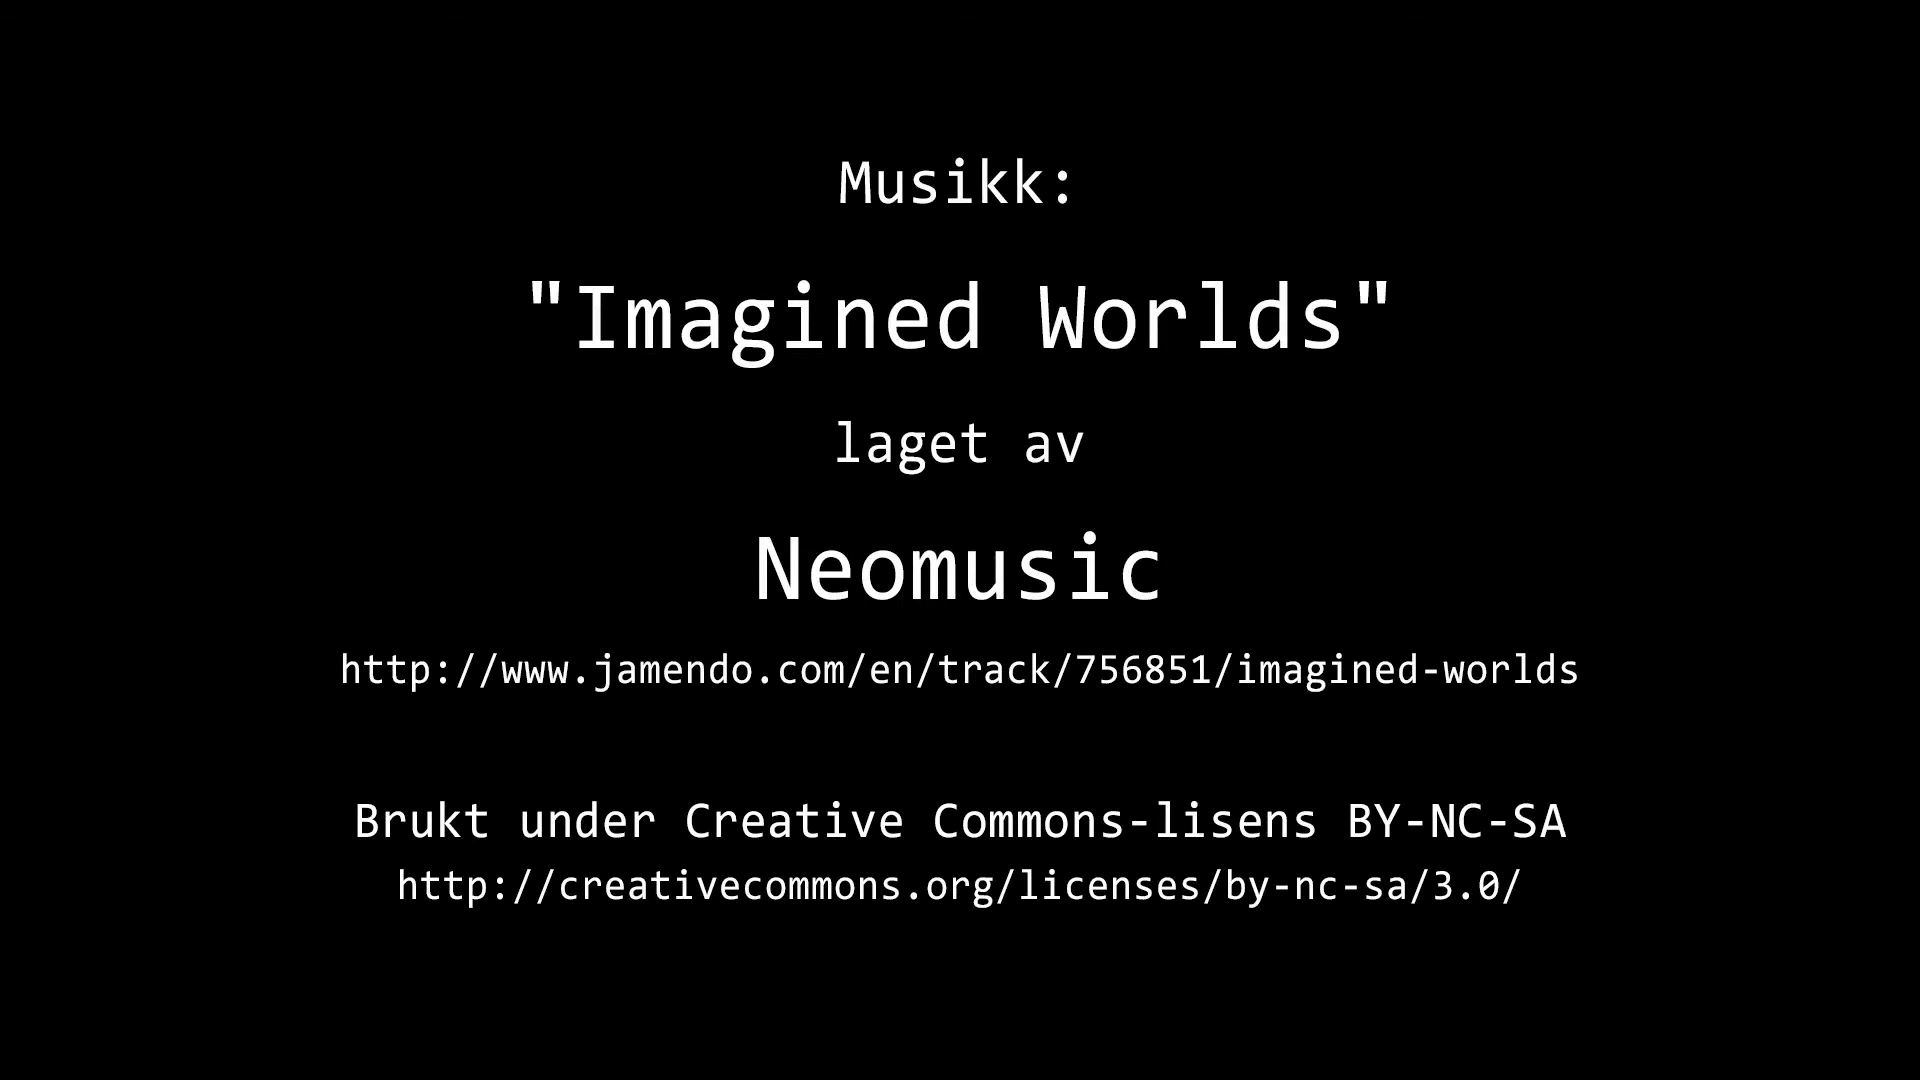 Musikk:
"Imagined Worlds"
laget av
Neomusic
http://www.jamendo.com/en/track/756851/imagined-worlds
Brukt under Creative Commons-lisens BY-NC-SA
http://creativecommons.org/licenses/by-nc-sa/3.0/